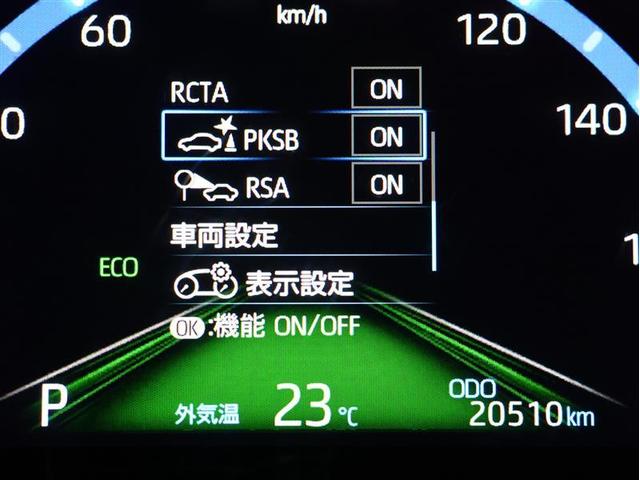 km/h
60
120
0
140
1
RCTA ON
PKSB ON
RSA ON
車両設定
ECO
表示設定
OK:機能 ON/OFF
P
外気温 23℃
ODO
20510km